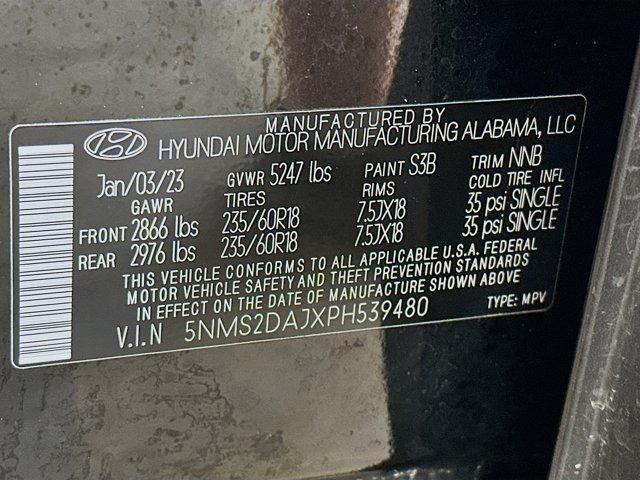 MANUFACTURED BY
HYUNDAI MOTOR MANUFACTURING ALABAMA, LLC
Jan/03/23 GVWR 5247 lbs PAINT S3B TRIM NNB
GAWR TIRES RIMS COLD TIRE INFL
FRONT 2866 lbs 235/60R18 7.5JX18 35 psi SINGLE
REAR 2976 lbs 235/60R18 7.5JX18 35 psi SINGLE
THIS VEHICLE CONFORMS TO ALL APPLICABLE U.S.A. FEDERAL
MOTOR VEHICLE SAFETY AND THEFT PREVENTION STANDARDS
IN EFFECT ON THE DATE OF MANUFACTURE SHOWN ABOVE
V.I.N 5NMS2DAJXPH539480 TYPE: MPV